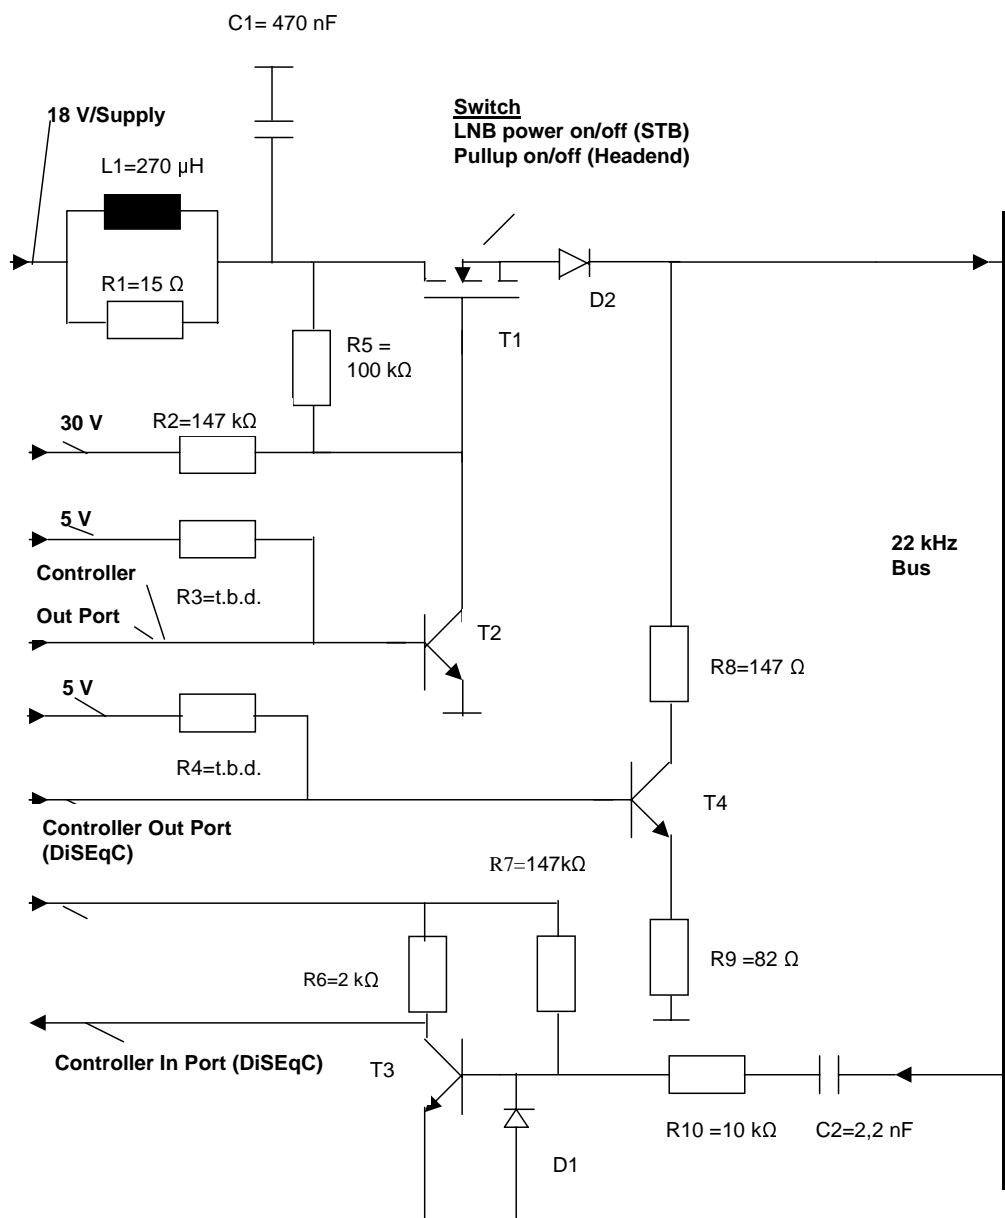 C1= 470 nF
18 V/Supply
Switch
LNB power on/off (STB)
Pullup on/off (Headend)
L1=270 µH
R1=15 Ω
D2
T1
R5 =
100 kΩ
30 V
R2=147 kΩ
5 V
22 kHz
Bus
Controller
R3=t.b.d.
Out Port
T2
R8=147 Ω
5 V
R4=t.b.d.
T4
Controller Out Port
(DiSEqC)
R7=147kΩ
R9 =82 Ω
R6=2 kΩ
Controller In Port (DiSEqC)
T3
R10 =10 kΩ
C2=2,2 nF
D1